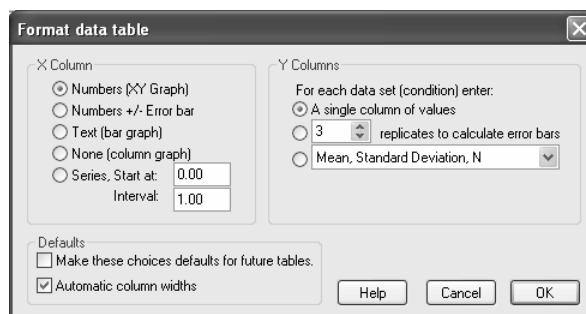 Format data table
X Column
Numbers (XY Graph)
Numbers +/- Error bar
Text (bar graph)
None (column graph)
Series, Start at: 0.00
Interval: 1.00
Y Columns
For each data set (condition) enter:
A single column of values
3 replicates to calculate error bars
Mean, Standard Deviation, N
Defaults
Make these choices defaults for future tables.
Automatic column widths
Help Cancel OK